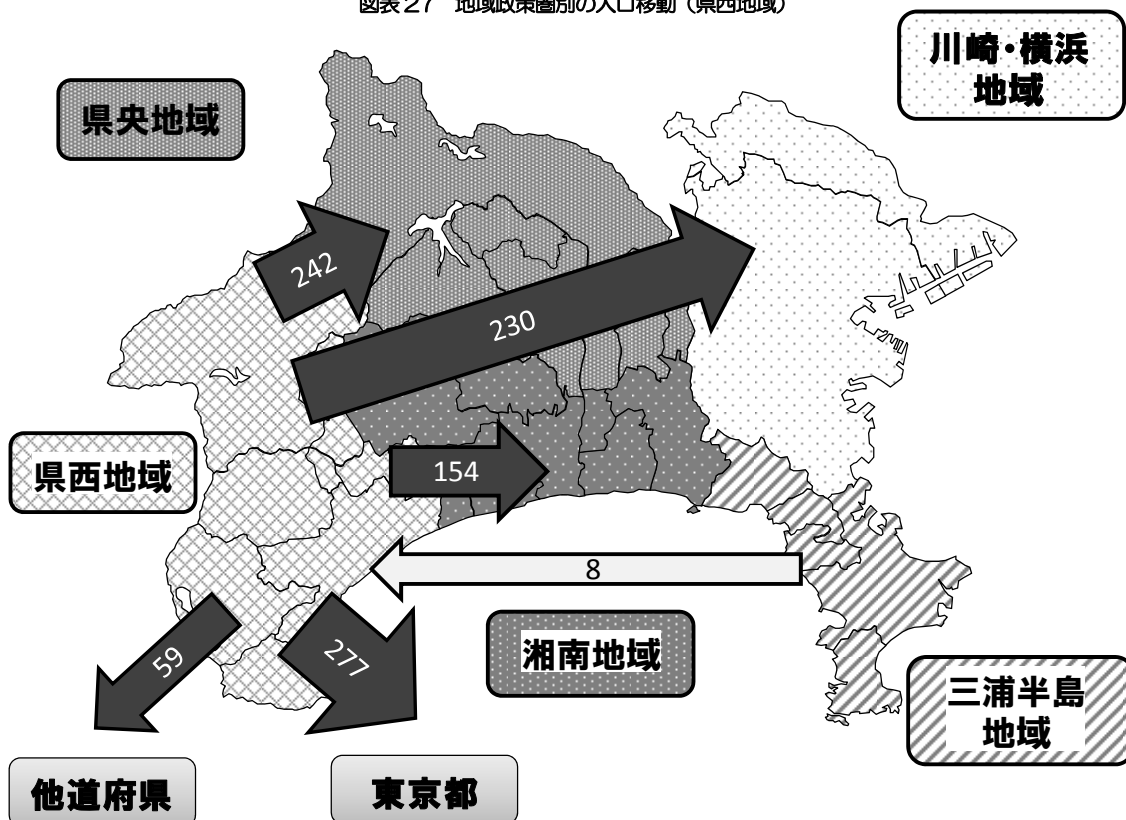 図表27 地域政策圏別の人口移動（県西地域）
川崎・横浜
地域
県央地域
242
230
県西地域
154
8
59
277
湘南地域
三浦半島
地域
他道府県
東京都